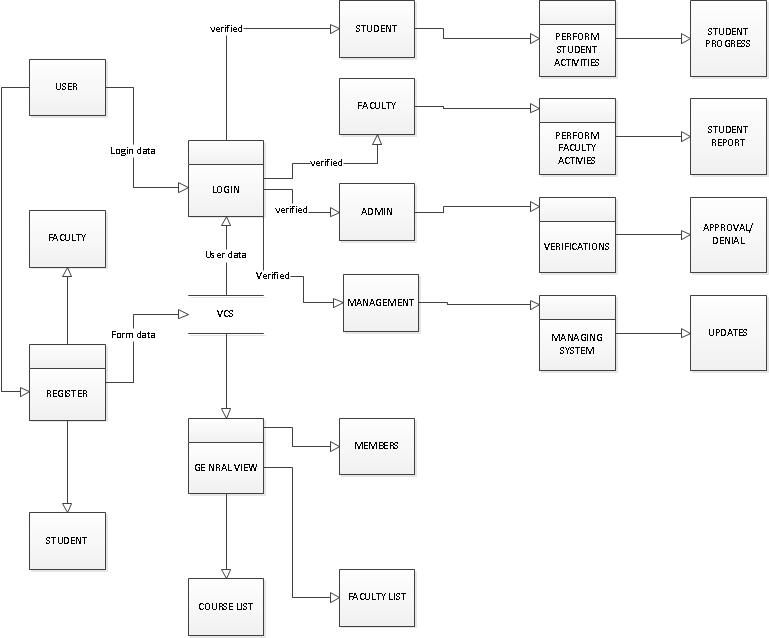 verified
STUDENT
PERFORM
STUDENT
ACTIVITIES
STUDENT
PROGRESS
USER
FACULTY
Login data
verified
PERFORM
FACULTY
ACTIVIES
STUDENT
REPORT
LOGIN
verified
ADMIN
FACULTY
VERIFICATIONS
APPROVAL/
DENIAL
User data
Verified
MANAGEMENT
VCS
Form data
MANAGING
SYSTEM
UPDATES
REGISTER
MEMBERS
GENRAL VIEW
STUDENT
COURSE LIST
FACULTY LIST